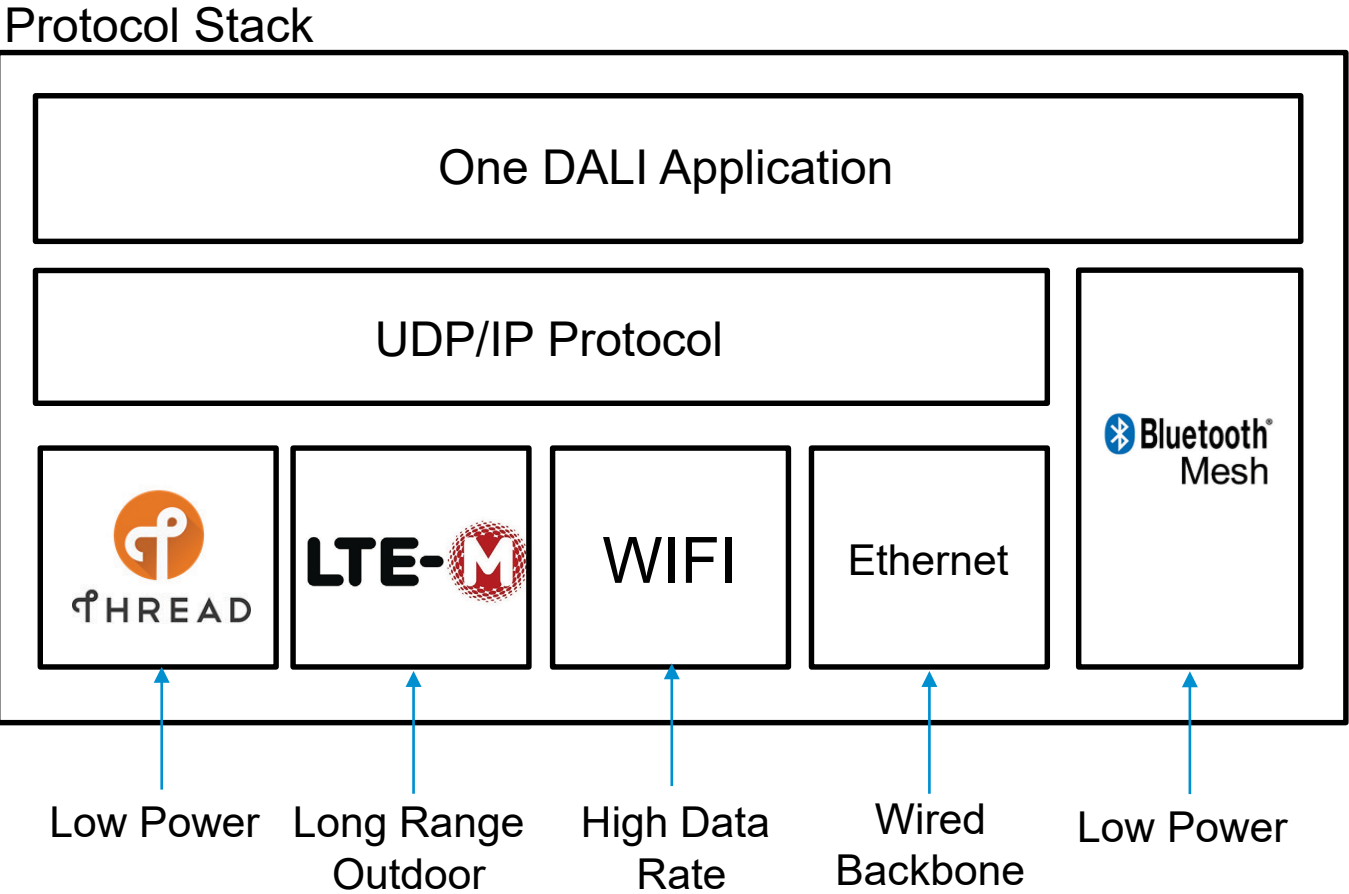 Protocol Stack
One DALI Application
UDP/IP Protocol
Bluetooth®
Mesh
THREAD
LTE-M
WIFI
Ethernet
Low Power
Long Range
Outdoor
High Data
Rate
Wired
Backbone
Low Power